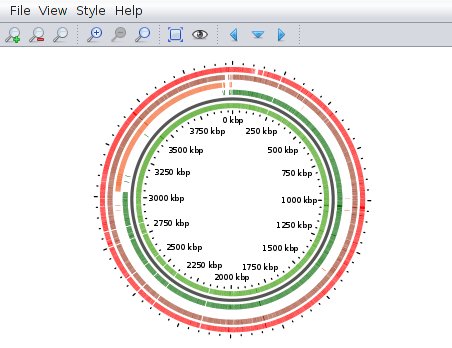 File View Style Help
0 kbp
3750 kbp 250 kbp
3500 kbp 500 kbp
3250 kbp 750 kbp
3000 kbp 1000 kbp
2750 kbp 1250 kbp
2500 kbp 1500 kbp
2250 kbp 1750 kbp
2000 kbp